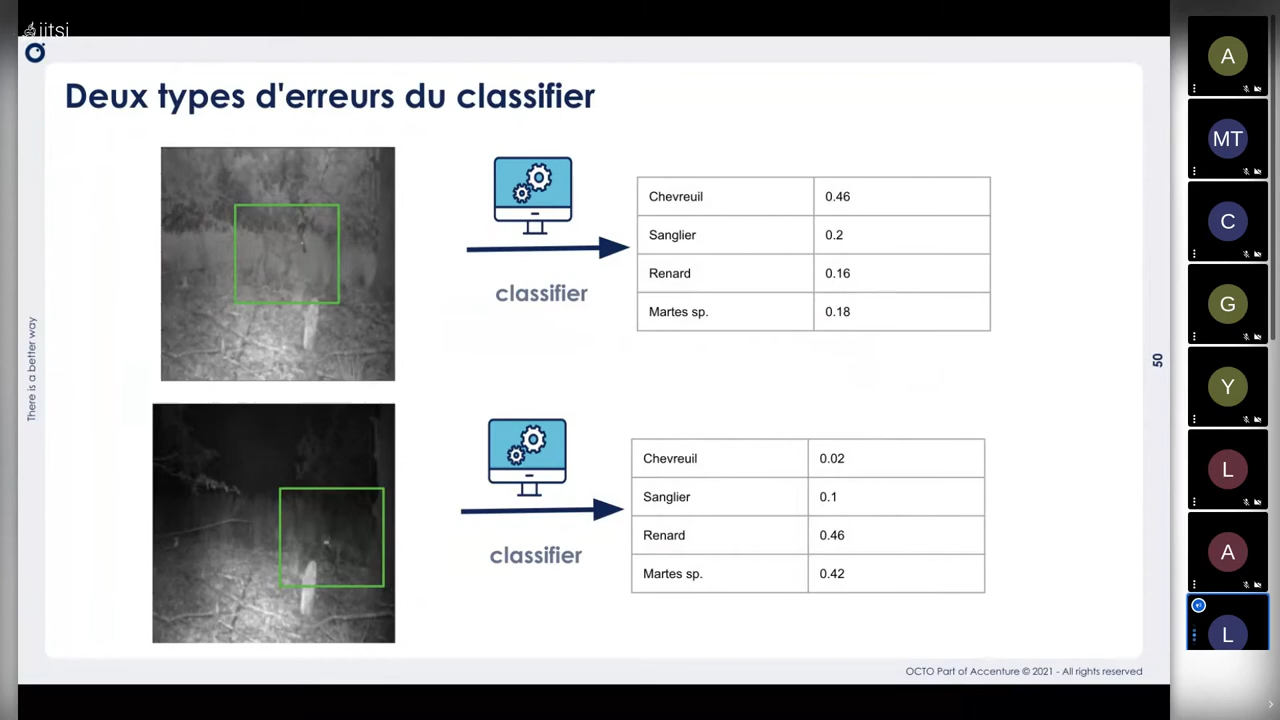 jitsi
Deux types d'erreurs du classifier
There is a better way
classifier
Chevreuil 0.46
Sanglier 0.2
Renard 0.16
Martes sp. 0.18
classifier
Chevreuil 0.02
Sanglier 0.1
Renard 0.46
Martes sp. 0.42
50
OCTO Part of Accenture © 2021 - All rights reserved
A
MT
C
G
Y
L
A
L